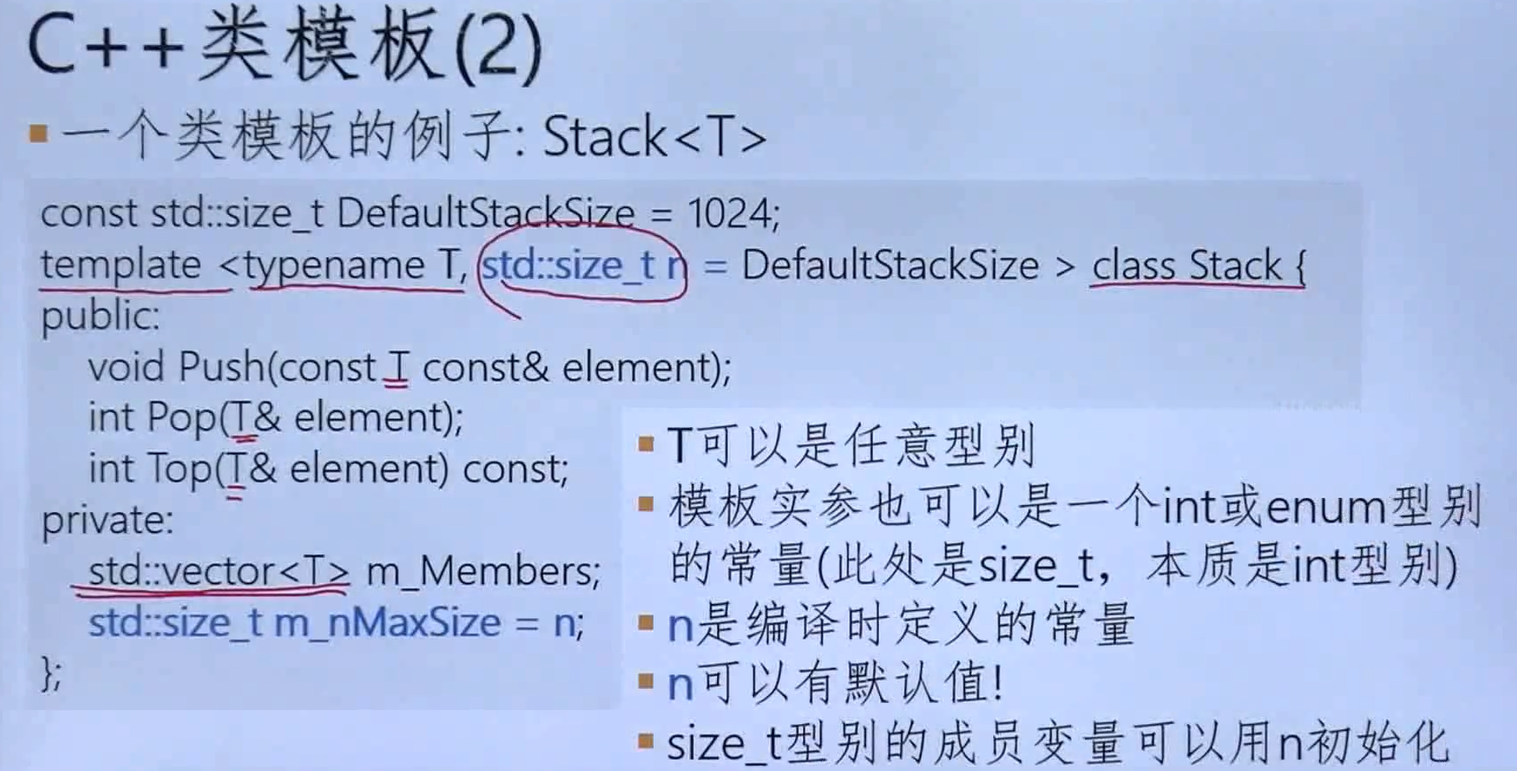 C++类模板(2)
一个类模板的例子: Stack<T>
const std::size_t DefaultStackSize = 1024;
template <typename T, std::size_t n = DefaultStackSize > class Stack {
public:
void Push(const T const& element);
int Pop(T& element);
int Top(T& element) const;
private:
std::vector<T> m_Members;
std::size_t m_nMaxSize = n;
};
T可以是任意型别
模板实参也可以是一个int或enum型别
的常量(此处是size_t，本质是int型别)
n是编译时定义的常量
n可以有默认值!
size_t型别的成员变量可以用n初始化